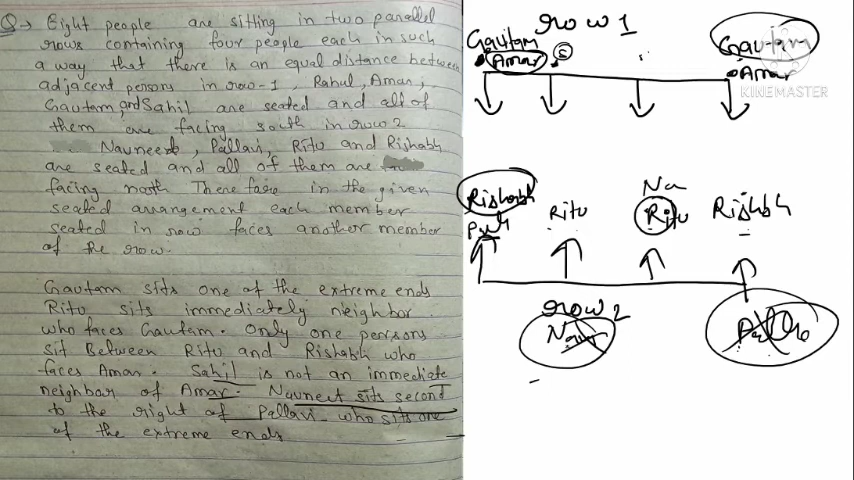 Q→ Eight people are sitting in two parallel
rows containing four people each in such
a way that there is an equal distance between
adjacent persons in row-1, Rahul, Aman,
Gautam, and Sahil are seated and all of
them are facing south in row 2
Navneet, Pallavi, Ritu and Rishabh
are seated and all of them are
facing north There fore in the given
seated arrangement each member
seated in row faces another member
of the row.
Gautam sits one of the extreme ends
Ritu sits immediately neighbor
who faces Gautam. Only one persons
sit Between Ritu and Rishabh who
faces Aman. Sahil is not an immediate
neighbar of Amar. Navneet sits second
to the right of Pallavi who sits one
of the extreme ends
row 1
Gautam
Amar
S
Gautam
Amar
KINEMASTER
Rishabh
Ritu
Na
Ritu
Rishbh
row 2